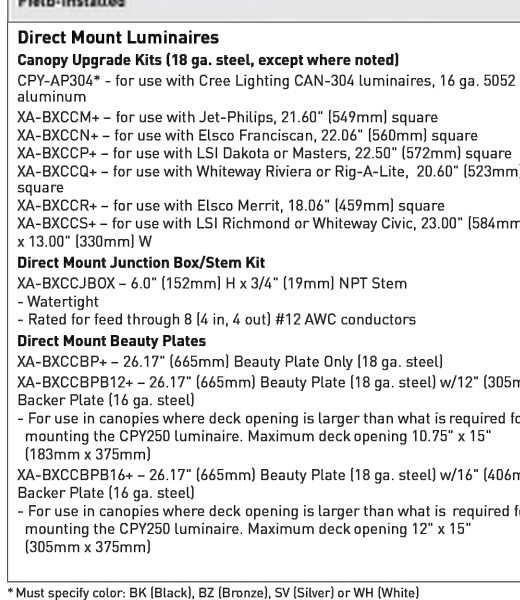 Field-Installed
Direct Mount Luminaires
Canopy Upgrade Kits (18 ga. steel, except where noted)
CPY-AP304* - for use with Cree Lighting CAN-304 luminaires, 16 ga. 5052
aluminum
XA-BXCCM+ – for use with Jet-Philips, 21.60" (549mm) square
XA-BXCCN+ – for use with Elsco Franciscan, 22.06" (560mm) square
XA-BXCCP+ – for use with LSI Dakota or Masters, 22.50" (572mm) square
XA-BXCCQ+ – for use with Whiteway Riviera or Rig-A-Lite, 20.60" (523mm)
square
XA-BXCCR+ – for use with Elsco Merrit, 18.06" (459mm) square
XA-BXCCS+ – for use with LSI Richmond or Whiteway Civic, 23.00" (584mm
x 13.00" (330mm) W
Direct Mount Junction Box/Stem Kit
XA-BXCCJBOX – 6.0" (152mm) H x 3/4" (19mm) NPT Stem
- Watertight
- Rated for feed through 8 (4 in, 4 out) #12 AWC conductors
Direct Mount Beauty Plates
XA-BXCCBP+ – 26.17" (665mm) Beauty Plate Only (18 ga. steel)
XA-BXCCBPB12+ – 26.17" (665mm) Beauty Plate (18 ga. steel) w/12" (305m
Backer Plate (16 ga. steel)
- For use in canopies where deck opening is larger than what is required fo
mounting the CPY250 luminaire. Maximum deck opening 10.75" x 15"
(183mm x 375mm)
XA-BXCCBPB16+ – 26.17" (665mm) Beauty Plate (18 ga. steel) w/16" (406m
Backer Plate (16 ga. steel)
- For use in canopies where deck opening is larger than what is required f
mounting the CPY250 luminaire. Maximum deck opening 12" x 15"
(305mm x 375mm)
* Must specify color: BK (Black), BZ (Bronze), SV (Silver) or WH (White)